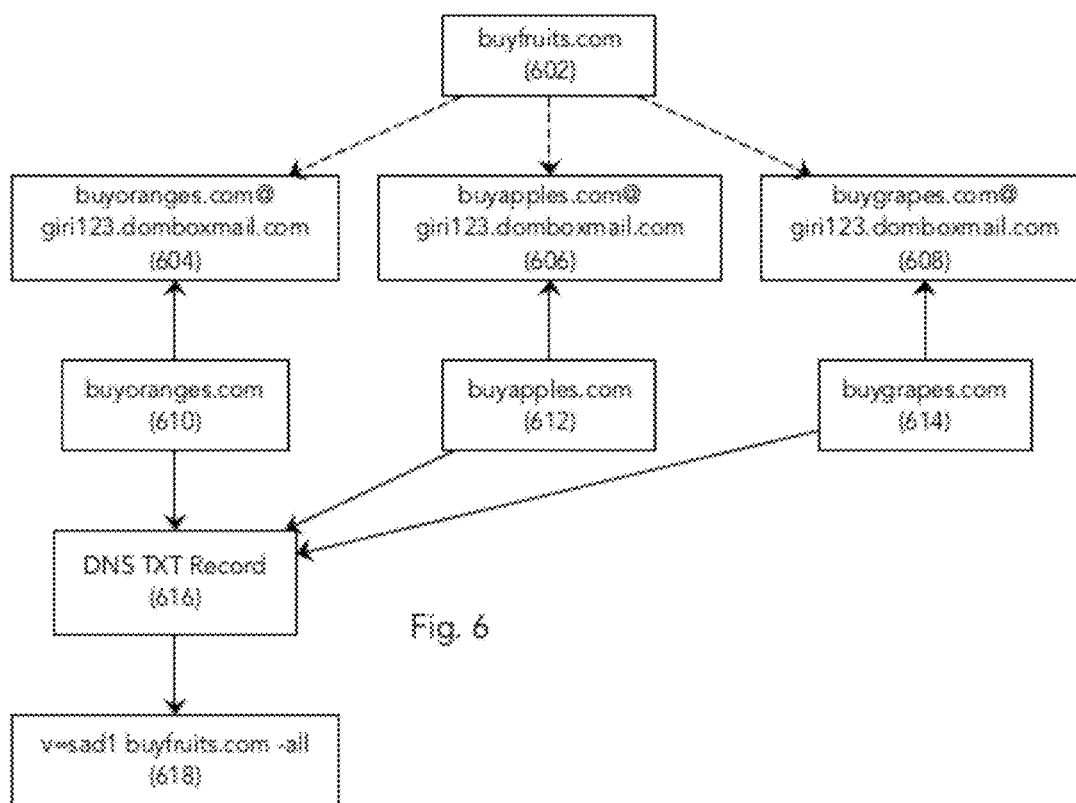 buyfruits.com
(602)
buyoranges.com@
giri123.domboxmail.com
(604)
buyapples.com@
giri123.domboxmail.com
(606)
buygrapes.com@
giri123.domboxmail.com
(608)
buyoranges.com
(610)
buyapples.com
(612)
buygrapes.com
(614)
DNS TXT Record
(616)
Fig. 6
v=sad1 buyfruits.com -all
(618)